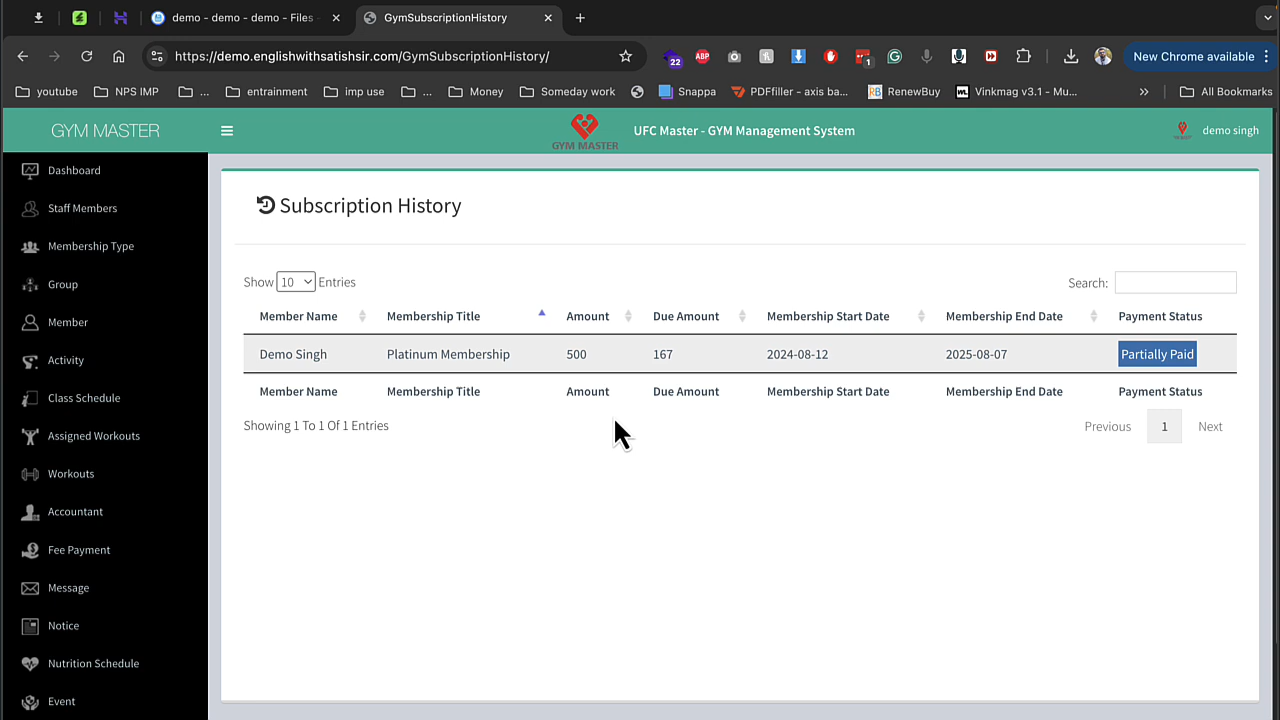 demo - demo - demo - Files
GymSubscriptionHistory
https://demo.englishwithsatishsir.com/GymSubscriptionHistory/
22
ABP
1
New Chrome available
youtube
NPS IMP
...
entrainment
imp use
...
Money
Someday work
Snappa
PDFfiller - axis ba...
RB RenewBuy
WL Vinkmag v3.1 - Mu...
»
All Bookmarks
GYM MASTER
GYM MASTER
UFC Master - GYM Management System
demo singh
Dashboard
Staff Members
Membership Type
Group
Member
Activity
Class Schedule
Assigned Workouts
Workouts
Accountant
Fee Payment
Message
Notice
Nutrition Schedule
Event
Subscription History
Show 10 Entries
Search:
Member Name Membership Title Amount Due Amount Membership Start Date Membership End Date Payment Status
Demo Singh Platinum Membership 500 167 2024-08-12 2025-08-07 Partially Paid
Member Name Membership Title Amount Due Amount Membership Start Date Membership End Date Payment Status
Showing 1 To 1 Of 1 Entries
Previous 1 Next